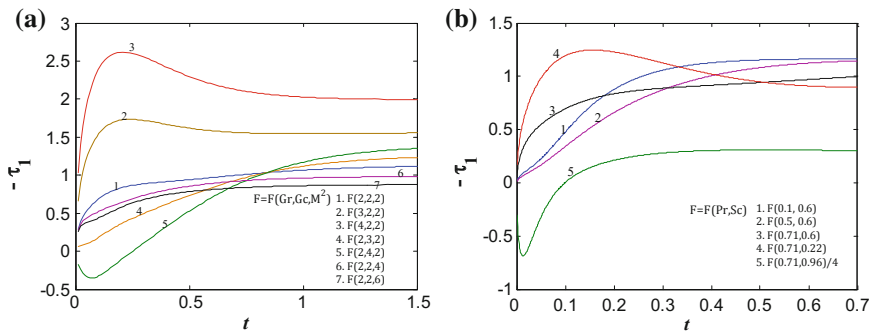 (a)
3
2.5
2
1.5
1
0.5
0
-0.5
- τ1
3
2
1
4
5
6
7
F=F(Gr,Gc,M²) 1. F(2,2,2)
2. F(3,2,2)
3. F(4,2,2)
4. F(2,3,2)
5. F(2,4,2)
6. F(2,2,4)
7. F(2,2,6)
0
0.5
1
1.5
t
(b)
1.5
1
0.5
0
-0.5
-1
- τ1
4
3
1
2
5
F=F(Pr,Sc) 1. F(0.1, 0.6)
2. F(0.5, 0.6)
3. F(0.71,0.6)
4. F(0.71,0.22)
5. F(0.71,0.96)/4
0
0.1
0.2
0.3
0.4
0.5
0.6
0.7
t